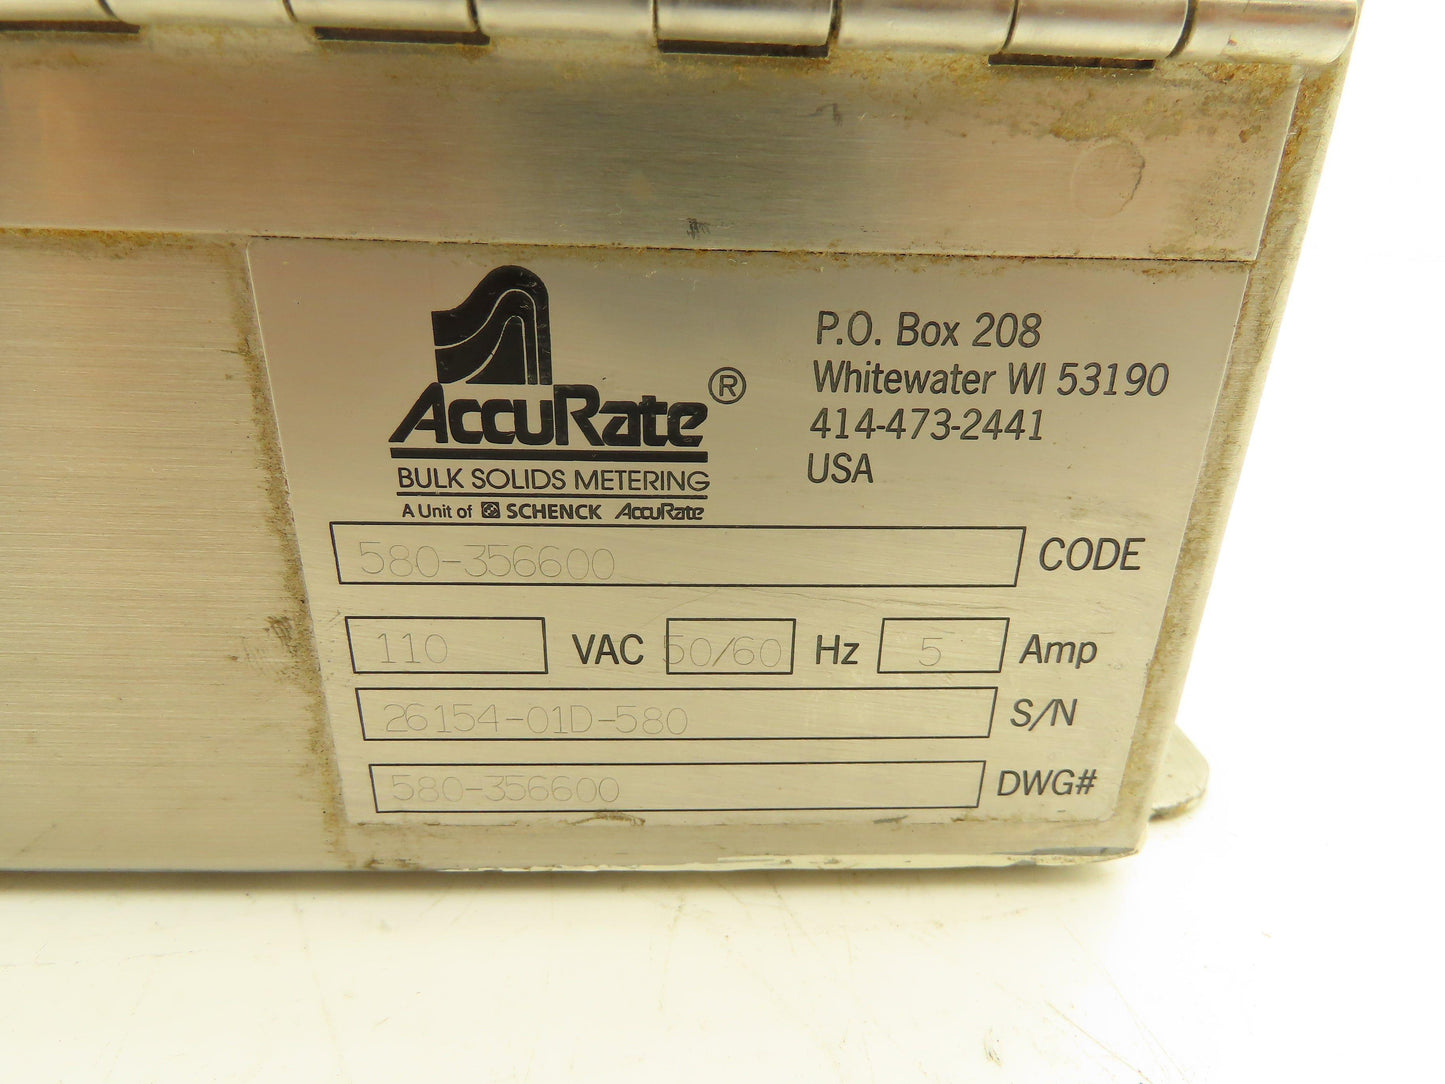 AccuRate®
BULK SOLIDS METERING
A Unit of SCHENCK AccuRate
P.O. Box 208
Whitewater WI 53190
414-473-2441
USA
580-356600 CODE
110 VAC 50/60 Hz 5 Amp
26154-01D-580 S/N
580-356600 DWG#